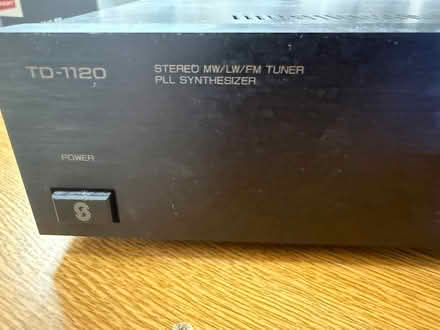 TD-1120
STEREO MW/LW/FM TUNER
PLL SYNTHESIZER
POWER